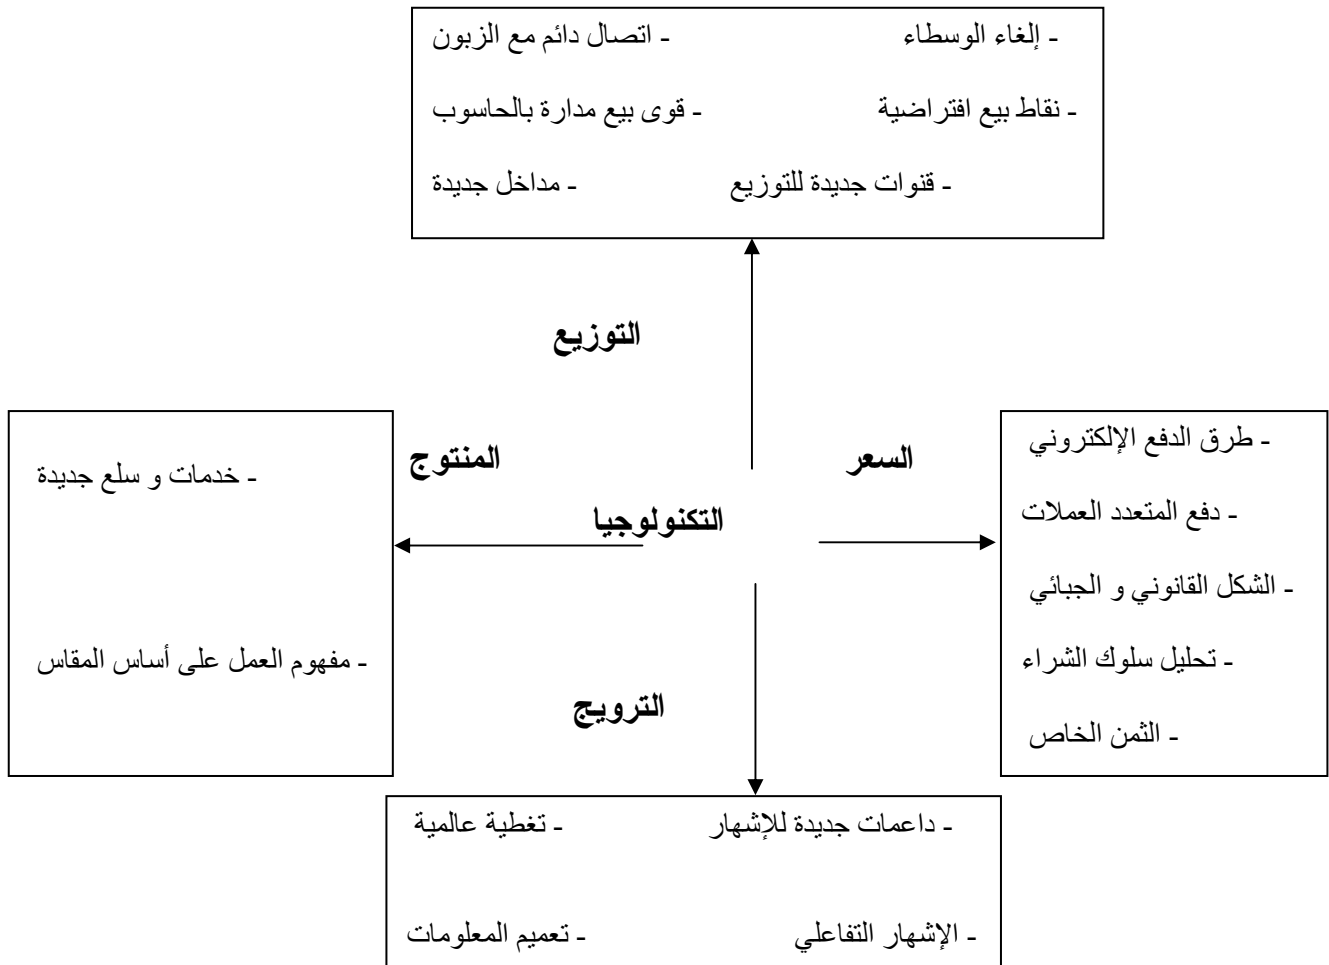 - إلغاء الوسطاء - اتصال دائم مع الزبون
- نقاط بيع افتراضية - قوى بيع مدارة بالحاسوب
- قنوات جديدة للتوزيع - مداخل جديدة
التوزيع
السعر
المنتوج
التكنولوجيا
الترويج
- طرق الدفع الإلكتروني
- دفع المتعدد العملات
- الشكل القانوني و الجبائي
- تحليل سلوك الشراء
- الثمن الخاص
- خدمات و سلع جديدة
- مفهوم العمل على أساس المقاس
- داعمات جديدة للإشهار - تغطية عالمية
- الإشهار التفاعلي - تعميم المعلومات